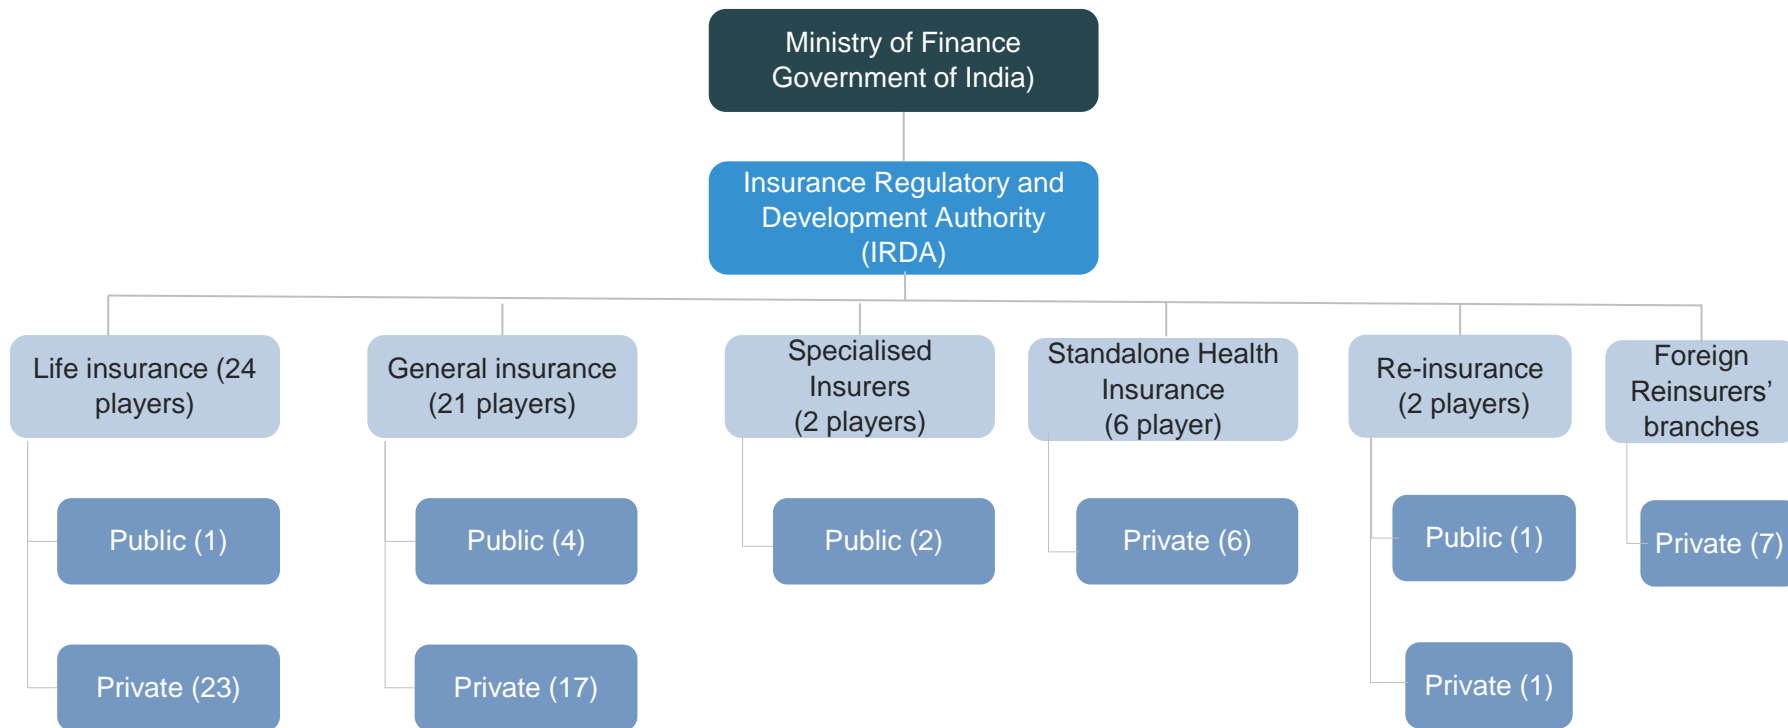 Ministry of Finance
Government of India)
Insurance Regulatory and
Development Authority
(IRDA)
Life insurance (24
players)
General insurance
(21 players)
Specialised
Insurers
(2 players)
Standalone Health
Insurance
(6 player)
Re-insurance
(2 players)
Foreign
Reinsurers’
branches
Public (1)
Public (4)
Public (2)
Private (6)
Public (1)
Private (7)
Private (23)
Private (17)
Private (1)